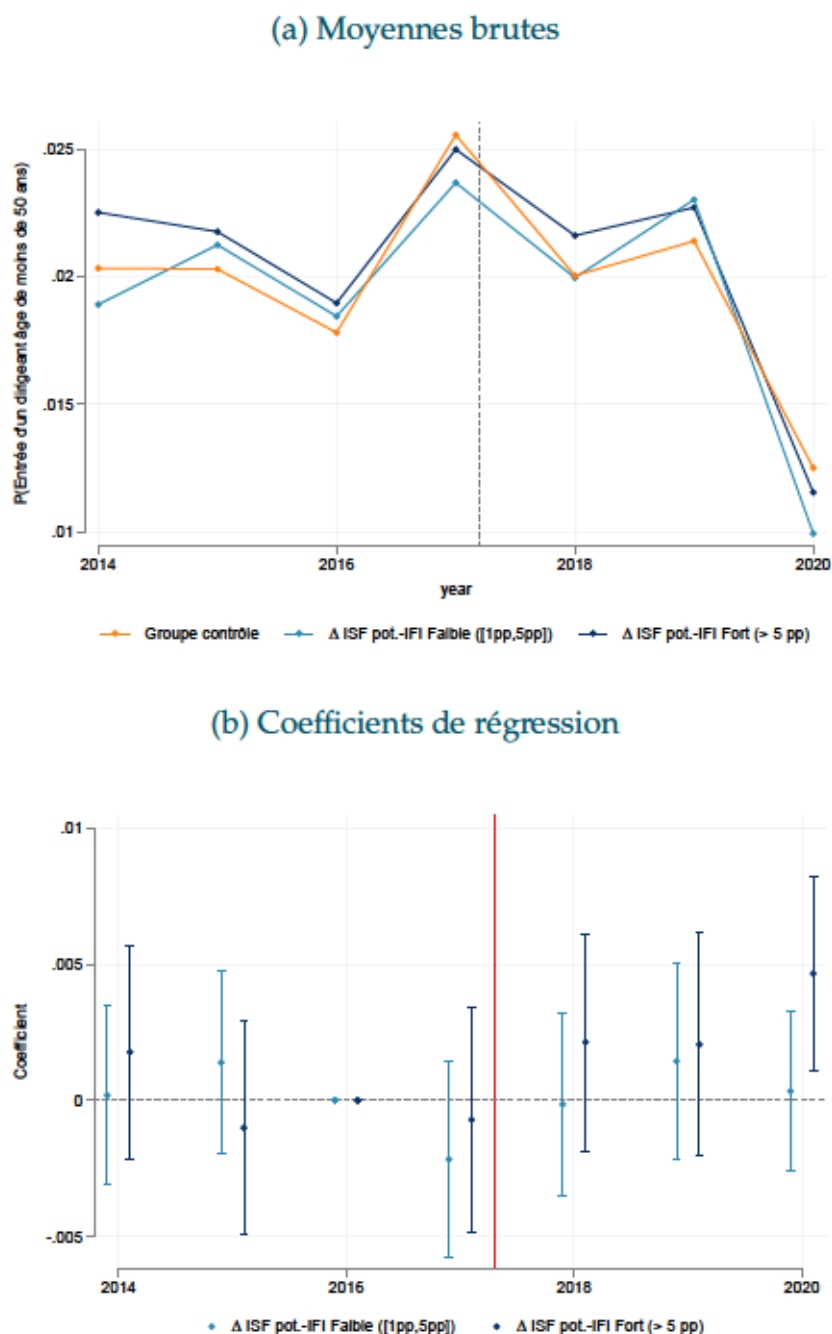 (a) Moyennes brutes
P(Entrée d'un dirigeant âge de moins de 50 ans)
.025
.02
.015
.01
2014
2016
2018
2020
year
Groupe contrôle
Δ ISF pot.-IFI Faible ([1pp,5pp])
Δ ISF pot.-IFI Fort (> 5 pp)
(b) Coefficients de régression
Coefficient
.01
.005
0
-.005
2014
2016
2018
2020
Δ ISF pot.-IFI Faible ([1pp,5pp])
Δ ISF pot.-IFI Fort (> 5 pp)